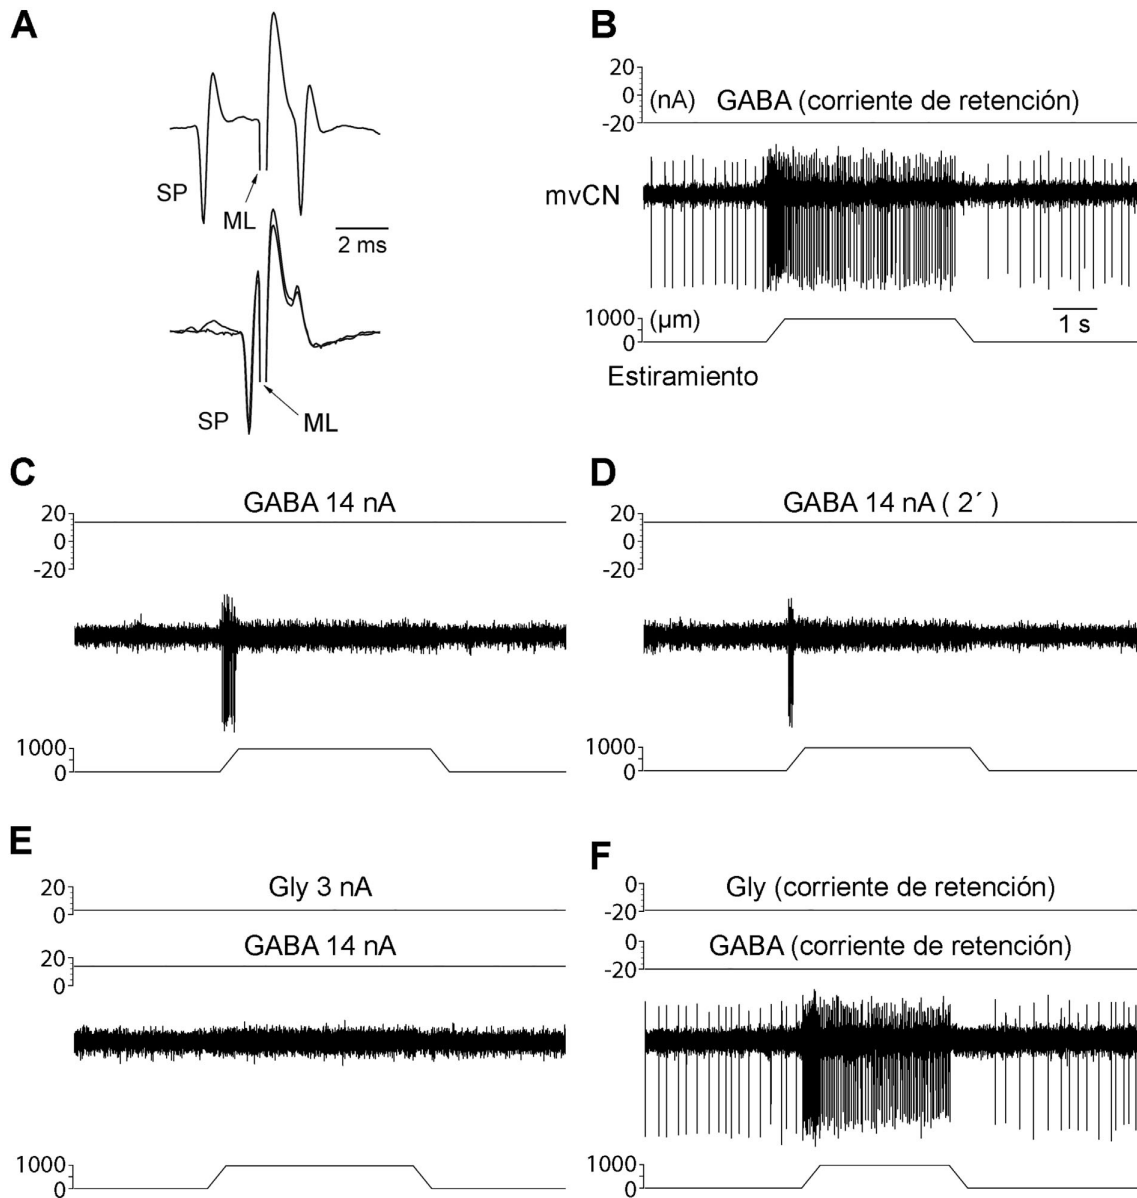 A
SP
ML
2 ms
SP
ML
B
20
0
-20
(nA) GABA (corriente de retención)
mvCN
1000
0
(µm)
1 s
Estiramiento
C
GABA 14 nA
20
0
-20
1000
0
D
GABA 14 nA ( 2´ )
20
0
-20
1000
0
E
Gly 3 nA
20
0
GABA 14 nA
20
0
1000
0
F
Gly (corriente de retención)
0
-20
GABA (corriente de retención)
0
-20
1000
0